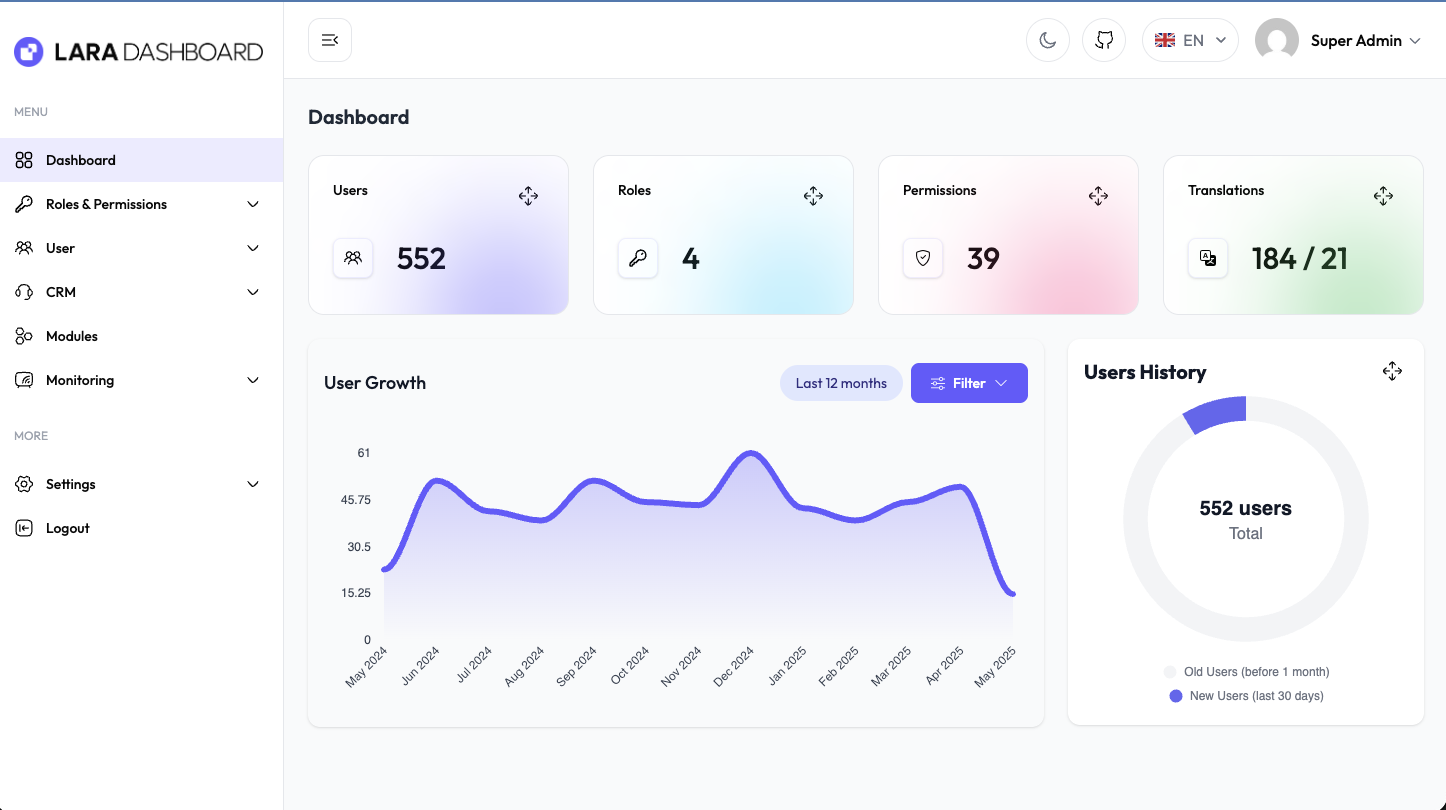 LARA DASHBOARD
EN
Super Admin
MENU
Dashboard
Roles & Permissions
User
CRM
Modules
Monitoring
MORE
Settings
Logout
Dashboard
Users
552
Roles
4
Permissions
39
Translations
184 / 21
User Growth
Last 12 months
Filter
61
45.75
30.5
15.25
0
May 2024
Jun 2024
Jul 2024
Aug 2024
Sep 2024
Oct 2024
Nov 2024
Dec 2024
Jan 2025
Feb 2025
Mar 2025
Apr 2025
May 2025
Users History
552 users
Total
Old Users (before 1 month)
New Users (last 30 days)